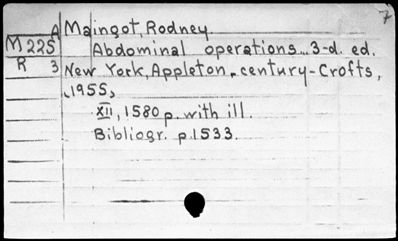 7
A Maingot, Rodney.
M 225 Abdominal operations...3-d. ed.
R 3 New York, Appleton-century-Crofts,
1955,
XII, 1580 p. with ill.
Bibliogr. p. 1533.